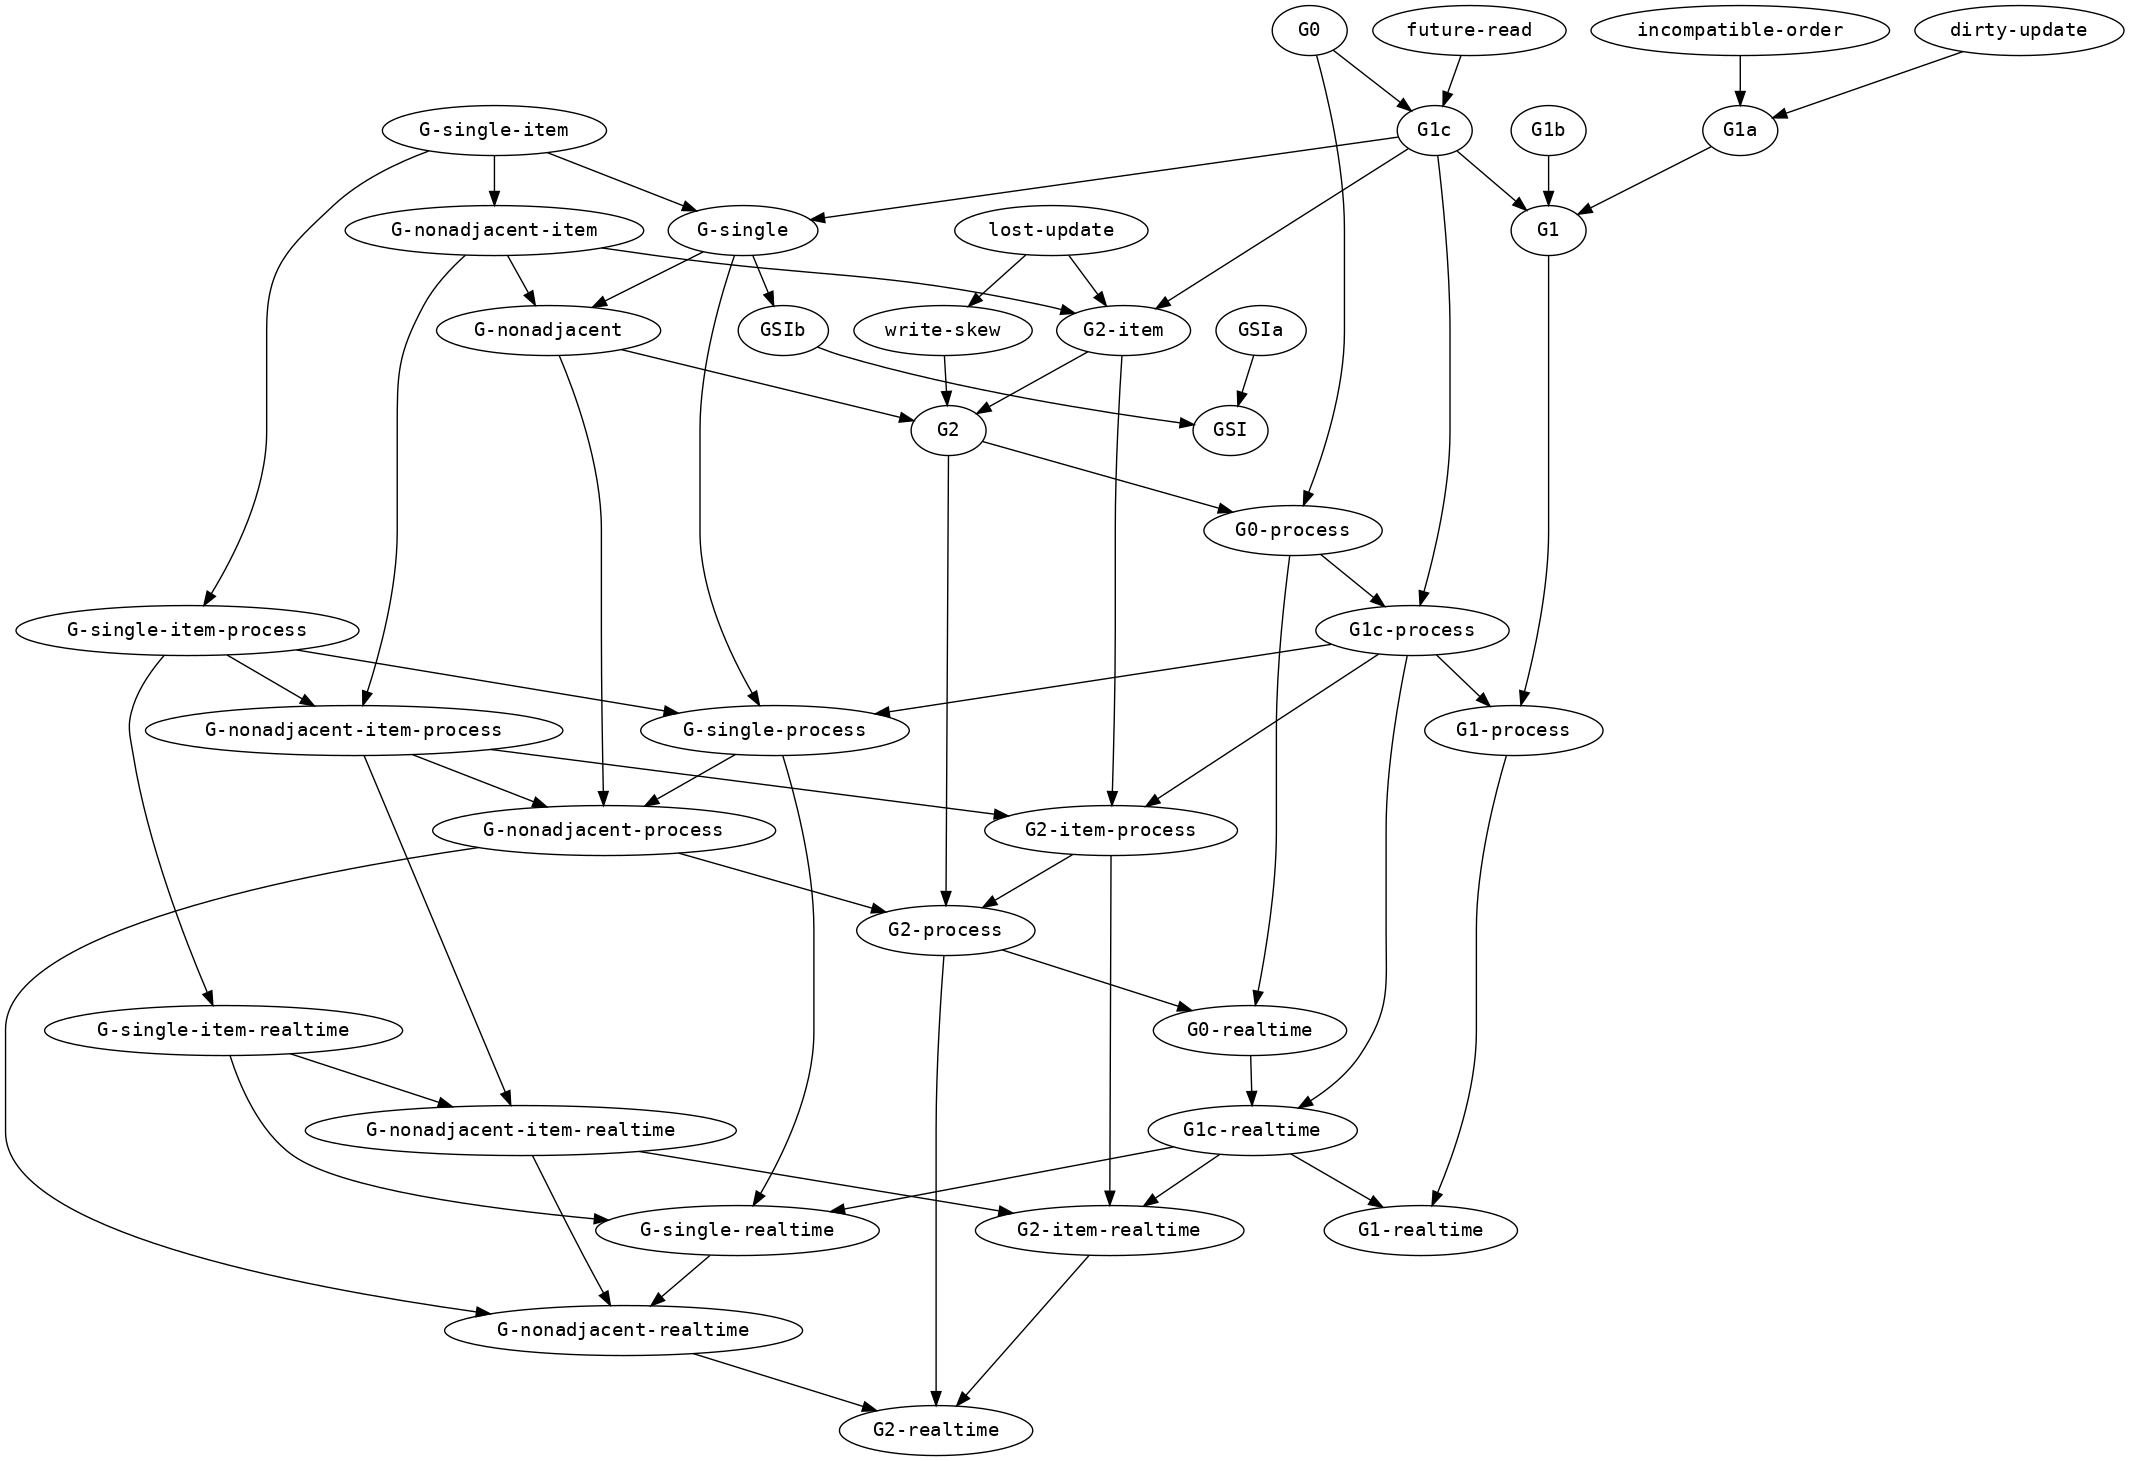 G0
future-read
incompatible-order
dirty-update
G-single-item
G1c
G1b
G1a
G-nonadjacent-item
G-single
lost-update
G1
G-nonadjacent
GSIb
write-skew
G2-item
GSIa
G2
GSI
G0-process
G-single-item-process
G1c-process
G-nonadjacent-item-process
G-single-process
G1-process
G-nonadjacent-process
G2-item-process
G2-process
G-single-item-realtime
G0-realtime
G-nonadjacent-item-realtime
G1c-realtime
G-single-realtime
G2-item-realtime
G1-realtime
G-nonadjacent-realtime
G2-realtime